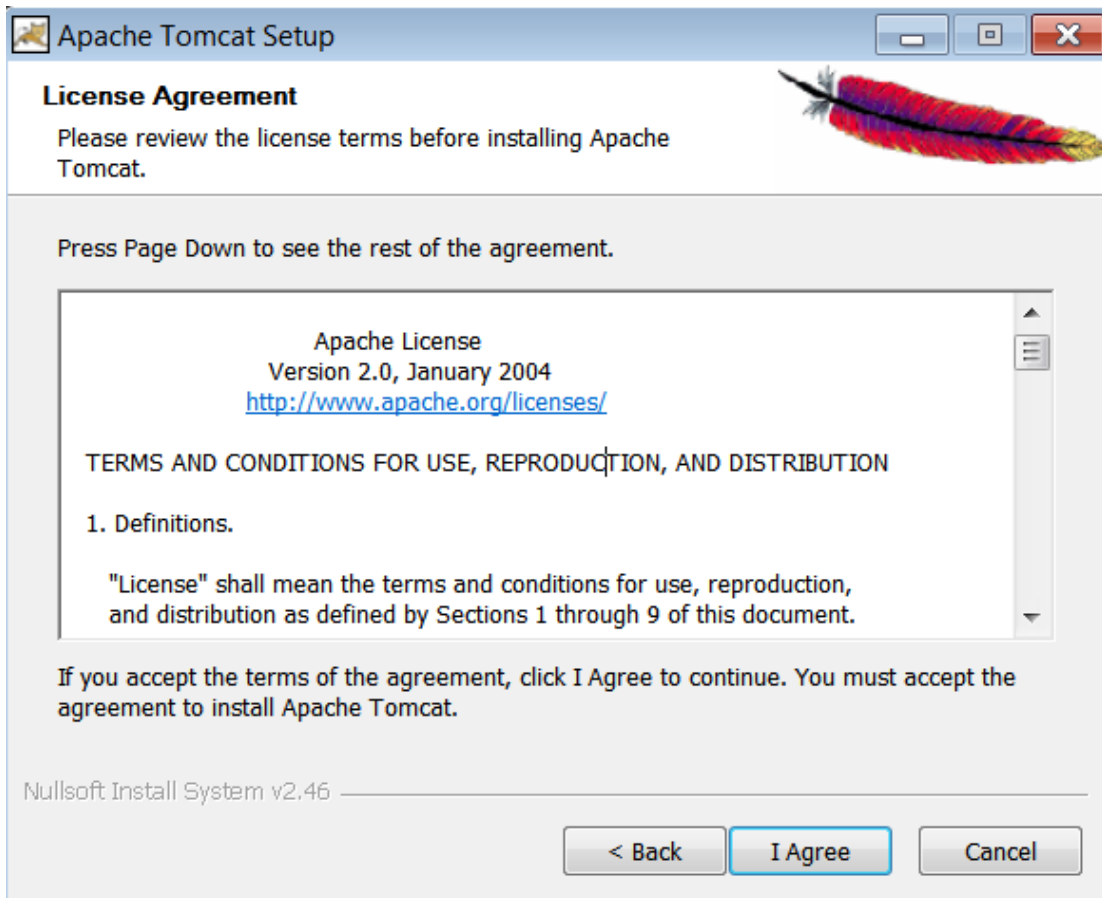 Apache Tomcat Setup
License Agreement
Please review the license terms before installing Apache
Tomcat.
Press Page Down to see the rest of the agreement.
Apache License
Version 2.0, January 2004
http://www.apache.org/licenses/
TERMS AND CONDITIONS FOR USE, REPRODUCTION, AND DISTRIBUTION
1. Definitions.
"License" shall mean the terms and conditions for use, reproduction,
and distribution as defined by Sections 1 through 9 of this document.
If you accept the terms of the agreement, click I Agree to continue. You must accept the
agreement to install Apache Tomcat.
Nullsoft Install System v2.46
< Back I Agree Cancel